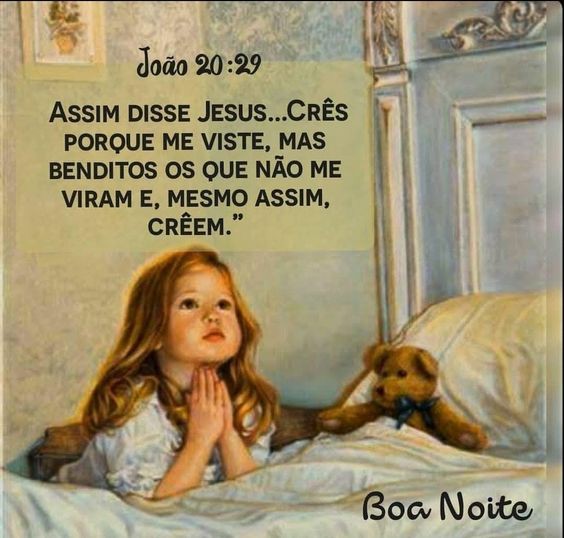 João 20:29
Assim disse Jesus...Crês
porque me viste, mas
benditos os que não me
viram e, mesmo assim,
crêem.”
Boa Noite